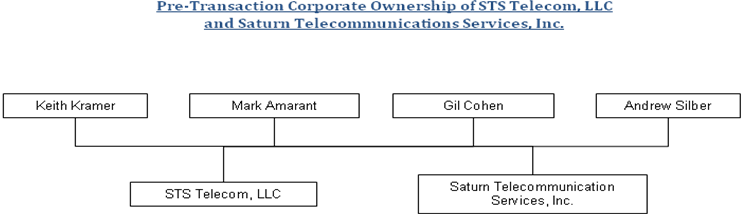 Pre-Transaction Corporate Ownership of STS Telecom, LLC
and Saturn Telecommunications Services, Inc.
Keith Kramer
Mark Amarant
Gil Cohen
Andrew Silber
STS Telecom, LLC
Saturn Telecommunication
Services, Inc.